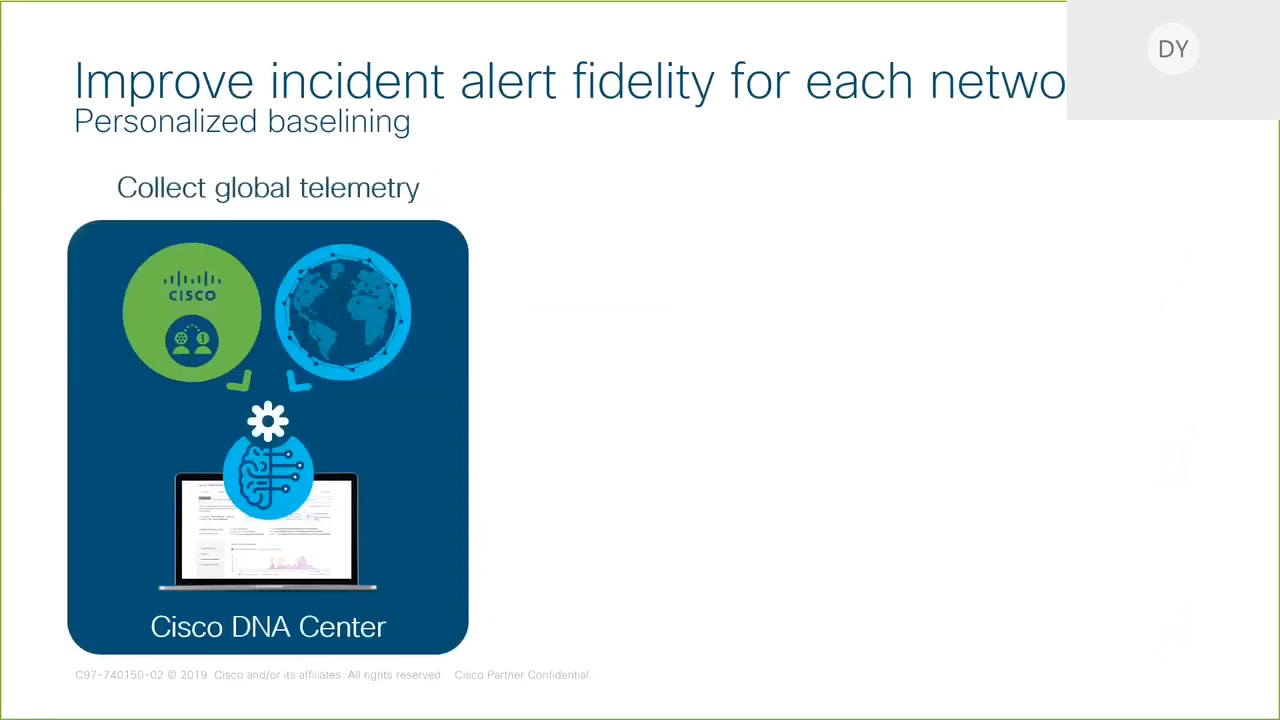 Improve incident alert fidelity for each netwo
DY
Personalized baselining
Collect global telemetry
CISCO
Cisco DNA Center
C97-740150-02 © 2019 Cisco and/or its affiliates. All rights reserved. Cisco Partner Confidential